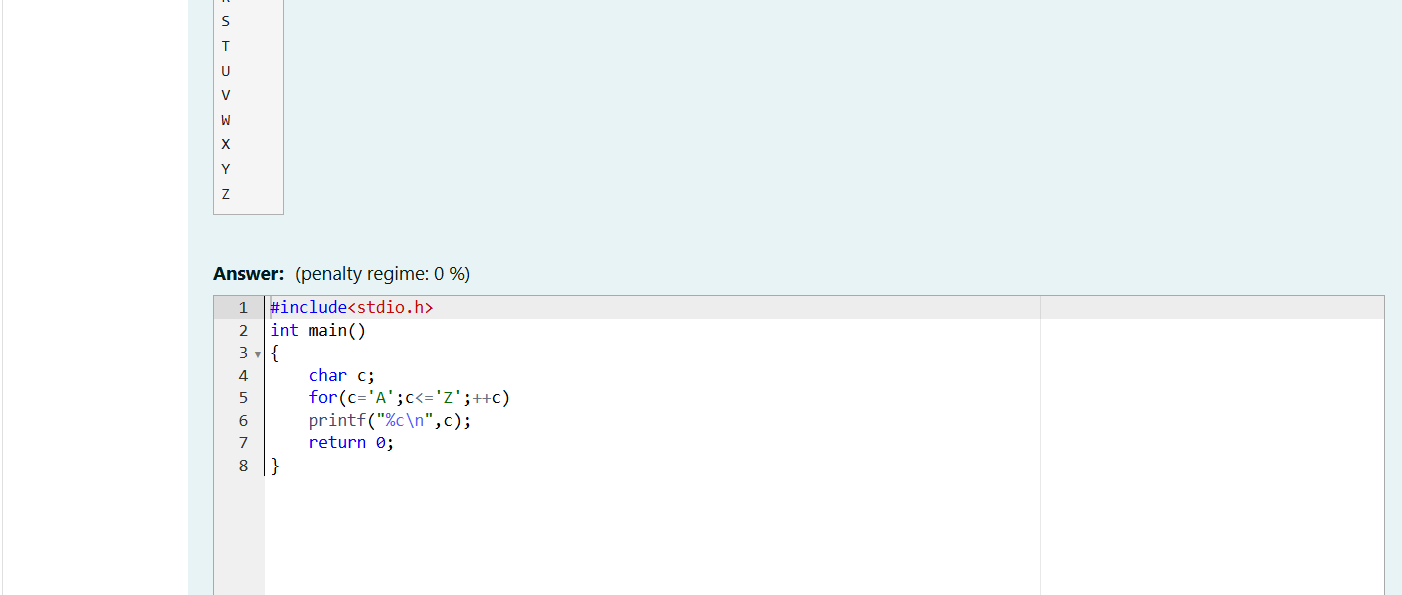 S
T
U
V
W
X
Y
Z
Answer: (penalty regime: 0 %)
1 #include<stdio.h>
2 int main()
3 {
4 char c;
5 for(c='A';c<='Z';++c)
6 printf("%c\n",c);
7 return 0;
8 }